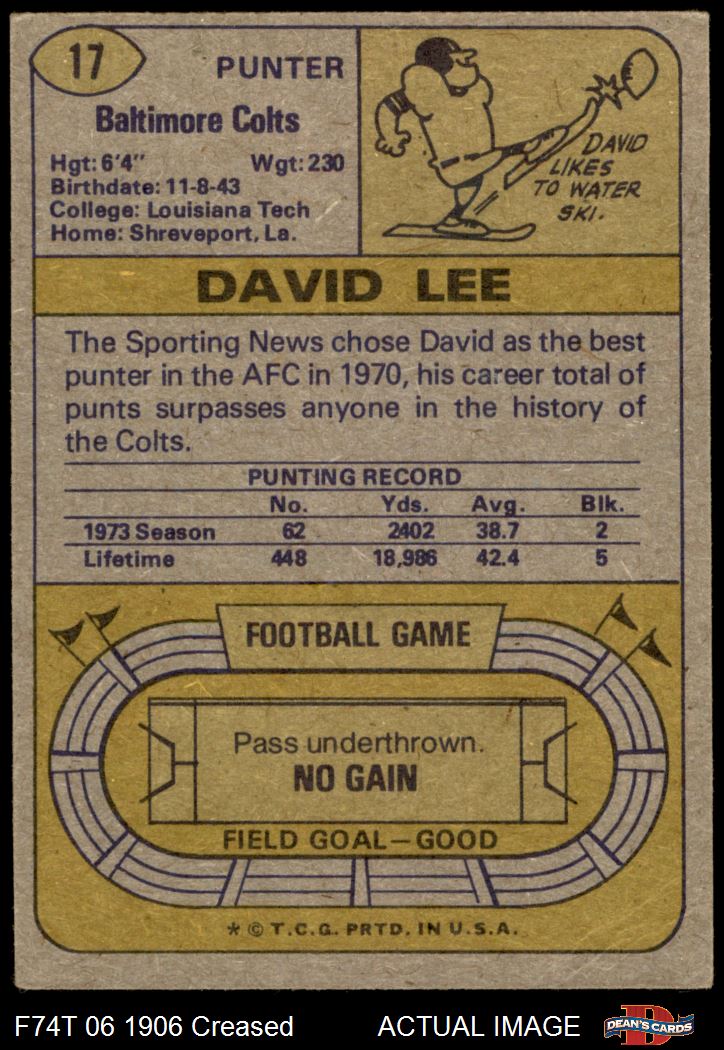 17
PUNTER
Baltimore Colts
Hgt: 6'4" Wgt: 230
Birthdate: 11-8-43
College: Louisiana Tech
Home: Shreveport, La.
DAVID
LIKES
TO WATER
SKI.
DAVID LEE
The Sporting News chose David as the best
punter in the AFC in 1970, his career total of
punts surpasses anyone in the history of
the Colts.
PUNTING RECORD
No. Yds. Avg. Blk.
1973 Season 62 2402 38.7 2
Lifetime 448 18,986 42.4 5
FOOTBALL GAME
Pass underthrown.
NO GAIN
FIELD GOAL—GOOD
* © T.C.G. PRTD. IN U.S.A.
F74T 06 1906 Creased ACTUAL IMAGE
D
DEAN'S CARDS